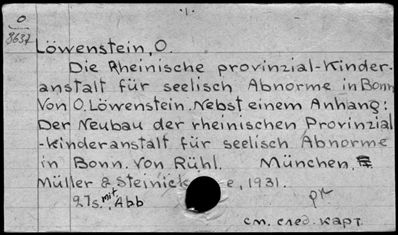 O.
8637
Löwenstein, O.
Die Rheinische provinzial-Kinder-
anstalt für seelisch Abnorme in Bonn
Von O. Löwenstein. Nebst einem Anhang:
Der Neubau der rheinischen Provinzial
-Kinderanstalt für seelisch Abnorme
in Bonn. Von Rühl. München.
Müller & Steinick e, 1931.
27s. mit Abb
см. след. карт.